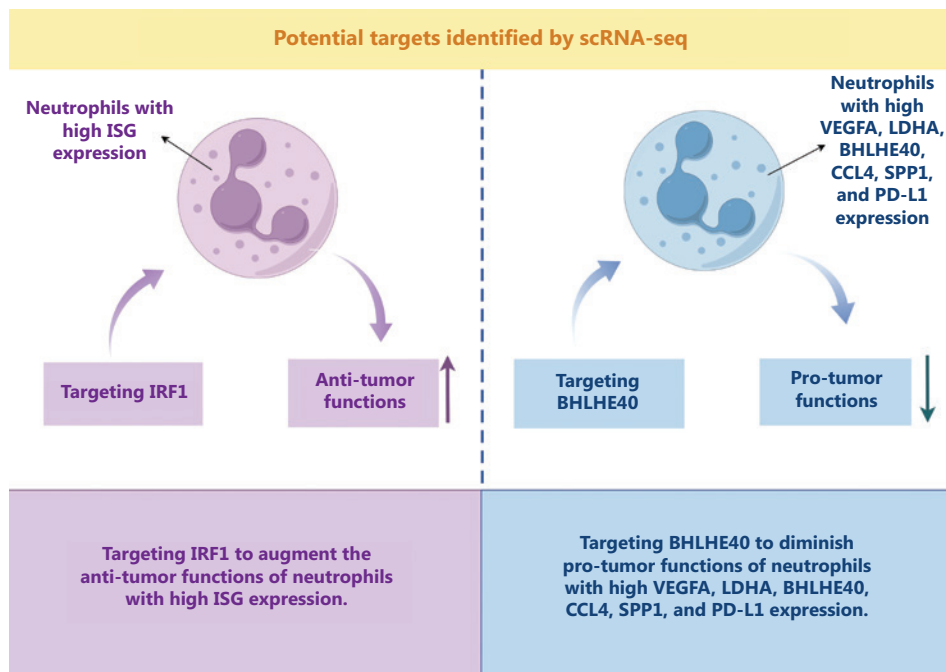 Potential targets identified by scRNA-seq
Neutrophils with
high ISG
expression
Targeting IRF1
Anti-tumor
functions
Neutrophils
with high
VEGFA, LDHA,
BHLHE40,
CCL4, SPP1,
and PD-L1
expression
Targeting
BHLHE40
Pro-tumor
functions
Targeting IRF1 to augment the
anti-tumor functions of neutrophils
with high ISG expression.
Targeting BHLHE40 to diminish
pro-tumor functions of neutrophils
with high VEGFA, LDHA, BHLHE40,
CCL4, SPP1, and PD-L1 expression.